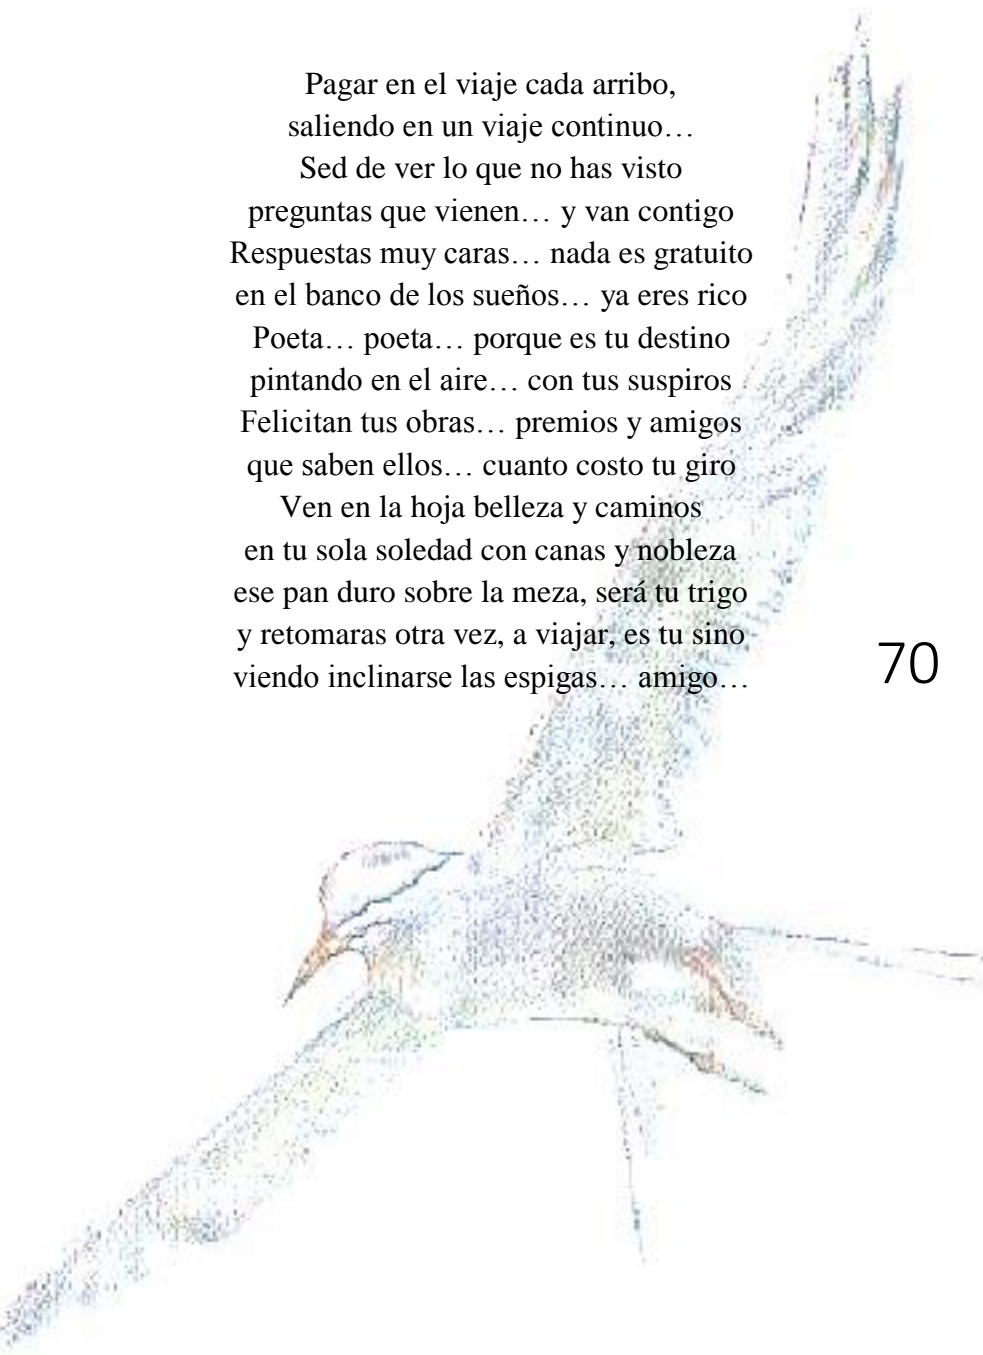 Pagar en el viaje cada arribo,
saliendo en un viaje continuo…
Sed de ver lo que no has visto
preguntas que vienen… y van contigo
Respuestas muy caras… nada es gratuito
en el banco de los sueños… ya eres rico
Poeta… poeta… porque es tu destino
pintando en el aire… con tus suspiros
Felicitan tus obras… premios y amigos
que saben ellos… cuanto costo tu giro
Ven en la hoja belleza y caminos
en tu sola soledad con canas y nobleza
ese pan duro sobre la meza, será tu trigo
y retomaras otra vez, a viajar, es tu sino
viendo inclinarse las espigas… amigo…
70